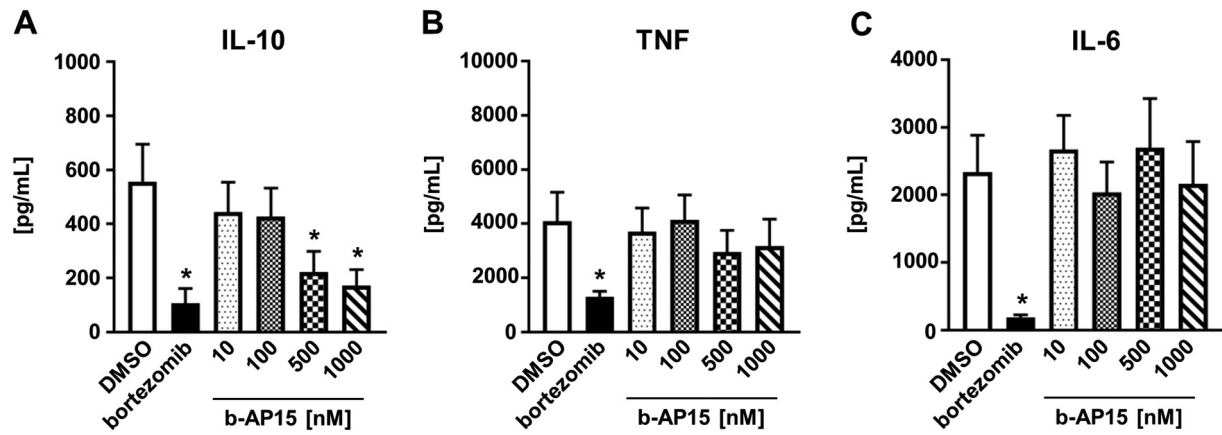 A
IL-10
[pg/mL]
1000
800
600
400
200
0
*
*
*
DMSO
bortezomib
10
100
500
1000
b-AP15 [nM]
B
TNF
[pg/mL]
10000
8000
6000
4000
2000
0
*
DMSO
bortezomib
10
100
500
1000
b-AP15 [nM]
C
IL-6
[pg/mL]
4000
3000
2000
1000
0
*
DMSO
bortezomib
10
100
500
1000
b-AP15 [nM]